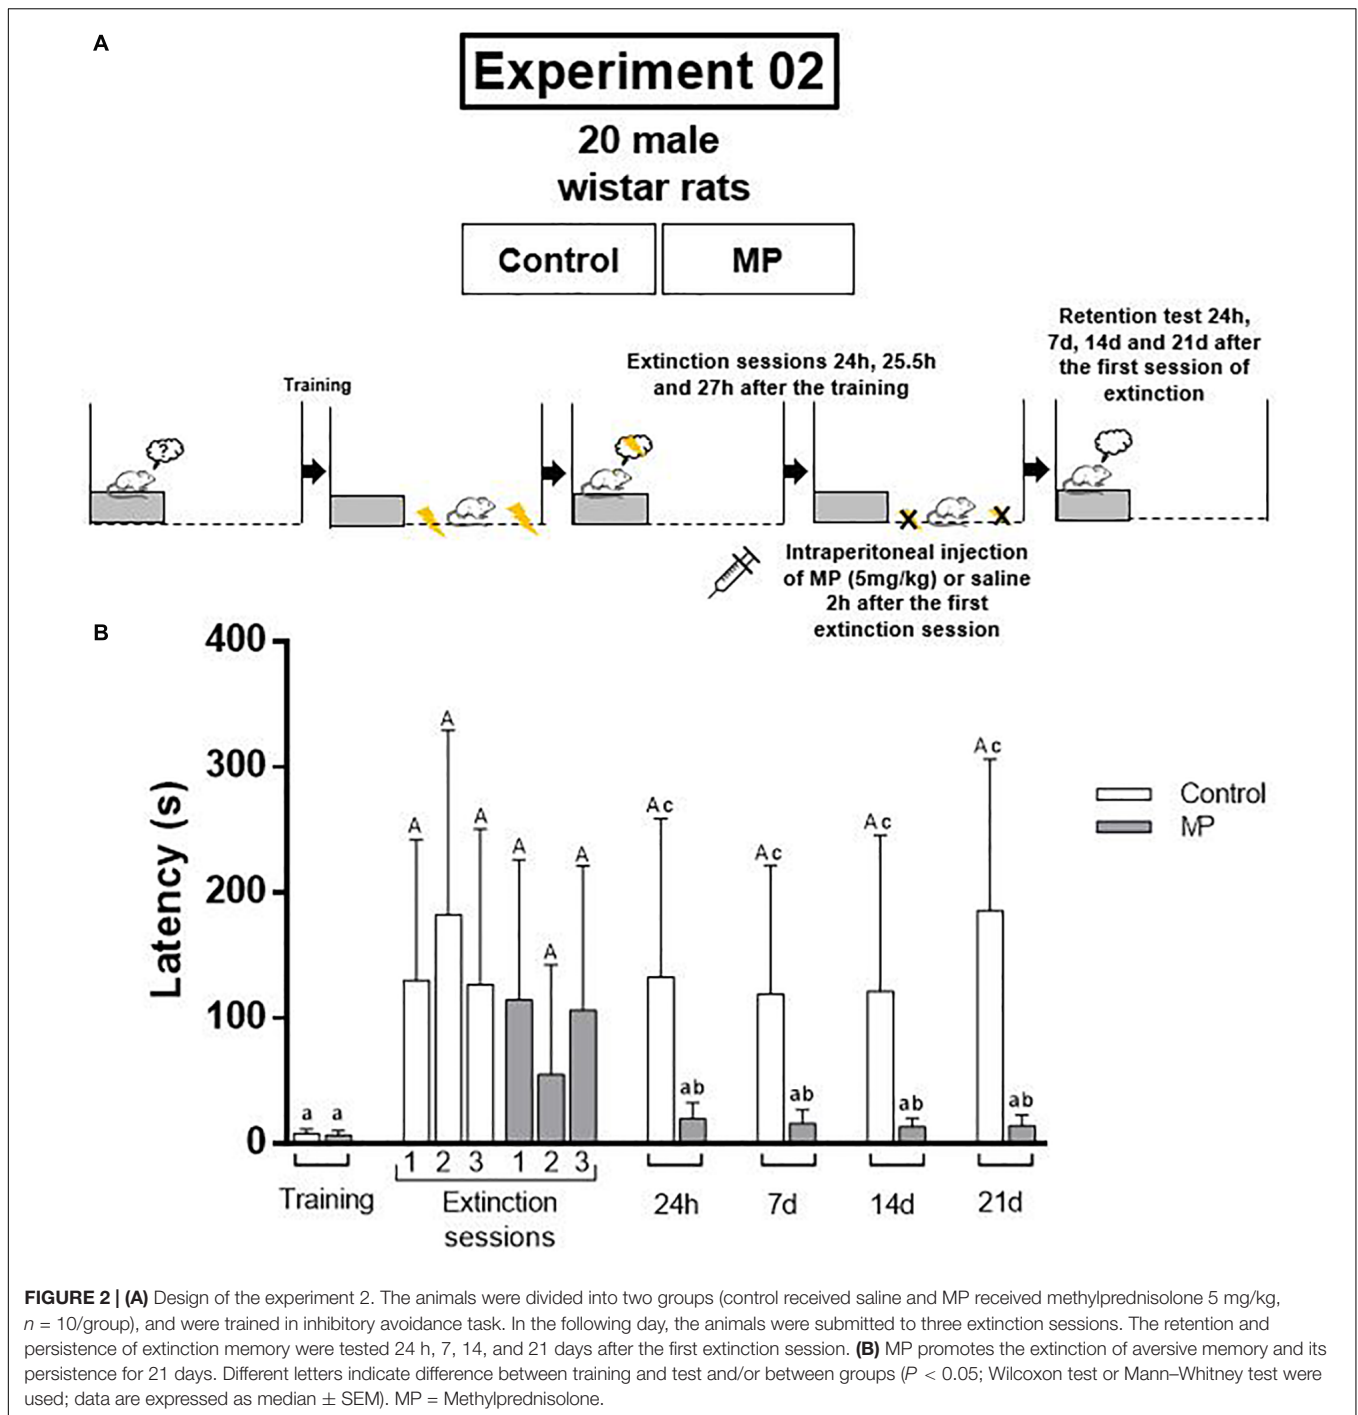 A
Experiment 02
20 male
wistar rats
Control MP
Training
Extinction sessions 24h, 25.5h
and 27h after the training
Retention test 24h,
7d, 14d and 21d after
the first session of
extinction
?
Intraperitoneal injection
of MP (5mg/kg) or saline
2h after the first
extinction session
B
Latency (s)
400
300
200
100
0
a a
A A A A A A
A c ab
A c ab
A c ab
A c ab
Control
MP
1 2 3 1 2 3
Training Extinction 24h 7d 14d 21d
sessions
FIGURE 2 | (A) Design of the experiment 2. The animals were divided into two groups (control received saline and MP received methylprednisolone 5 mg/kg,
n = 10/group), and were trained in inhibitory avoidance task. In the following day, the animals were submitted to three extinction sessions. The retention and
persistence of extinction memory were tested 24 h, 7, 14, and 21 days after the first extinction session. (B) MP promotes the extinction of aversive memory and its
persistence for 21 days. Different letters indicate difference between training and test and/or between groups (P < 0.05; Wilcoxon test or Mann–Whitney test were
used; data are expressed as median ± SEM). MP = Methylprednisolone.